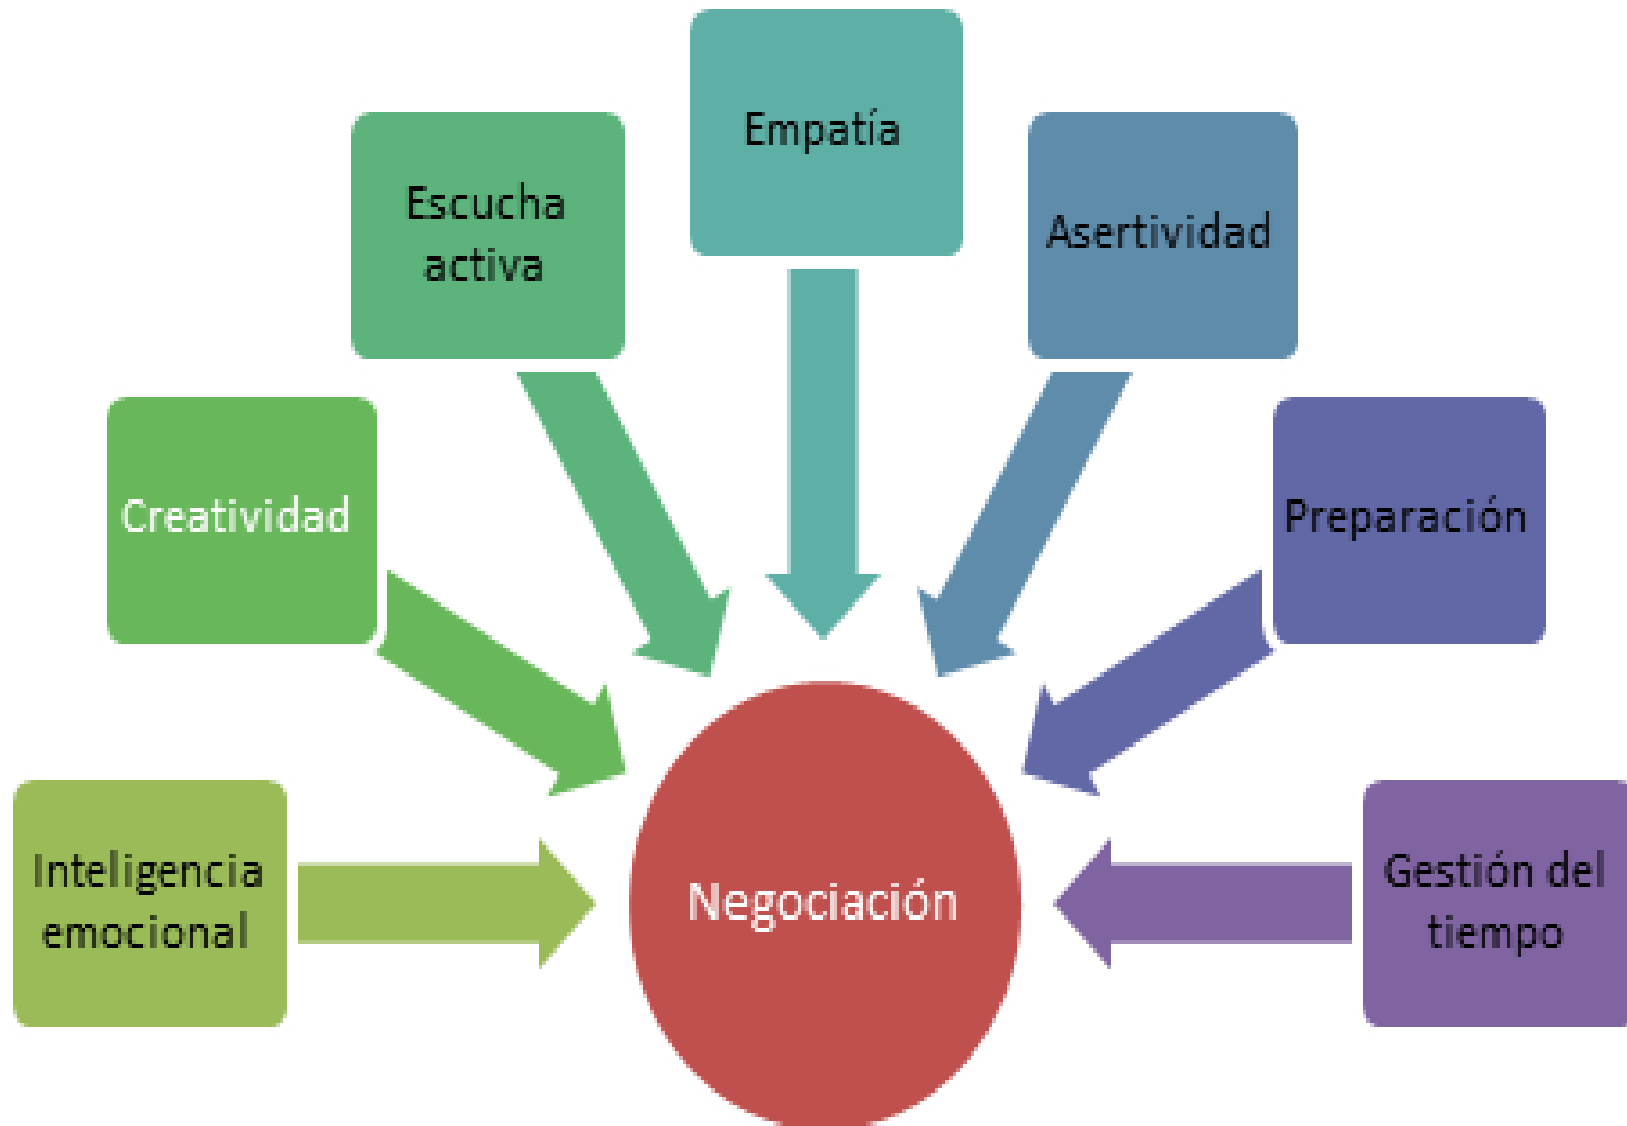 Empatía
Escucha
activa
Asertividad
Creatividad
Preparación
Inteligencia
emocional
Negociación
Gestión del
tiempo